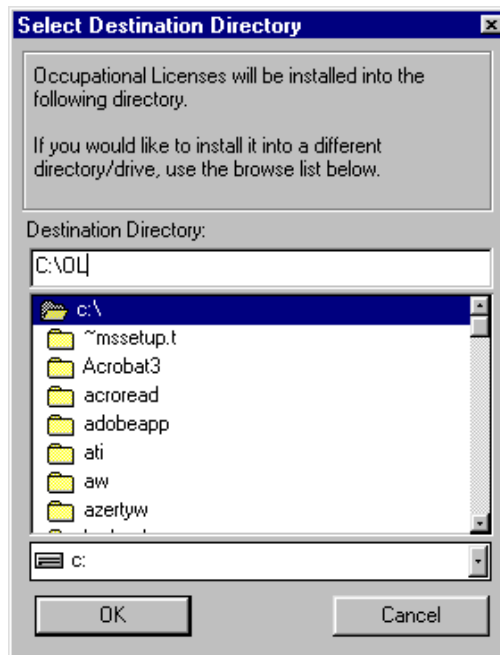 Select Destination Directory
Occupational Licenses will be installed into the
following directory.
If you would like to install it into a different
directory/drive, use the browse list below.
Destination Directory:
C:\OL
c:\
~mssetup.t
Acrobat3
acroread
adobeapp
ati
aw
azertyw
c:
OK
Cancel